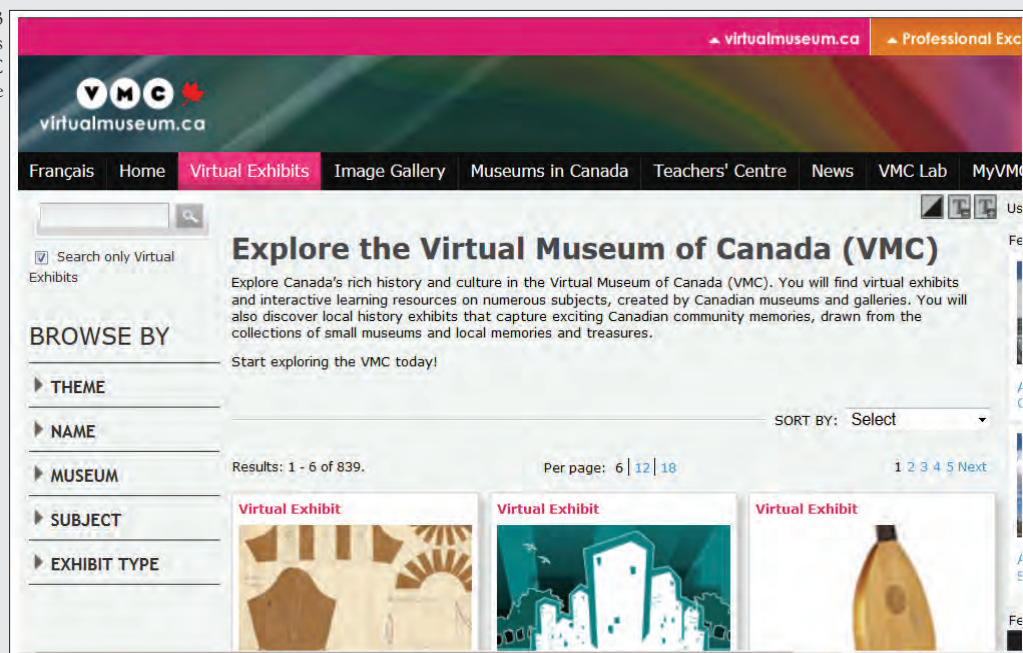 virtualmuseum.ca
Professional Exc
VMC
virtualmuseum.ca
Français Home Virtual Exhibits Image Gallery Museums in Canada Teachers' Centre News VMC Lab MyVMC
Search only Virtual
Exhibits
BROWSE BY
THEME
NAME
MUSEUM
SUBJECT
EXHIBIT TYPE
Explore the Virtual Museum of Canada (VMC)
Explore Canada's rich history and culture in the Virtual Museum of Canada (VMC). You will find virtual exhibits
and interactive learning resources on numerous subjects, created by Canadian museums and galleries. You will
also discover local history exhibits that capture exciting Canadian community memories, drawn from the
collections of small museums and local memories and treasures.
Start exploring the VMC today!
SORT BY: Select
Results: 1 - 6 of 839.
Per page: 6 | 12 | 18
1 2 3 4 5 Next
Virtual Exhibit
Virtual Exhibit
Virtual Exhibit